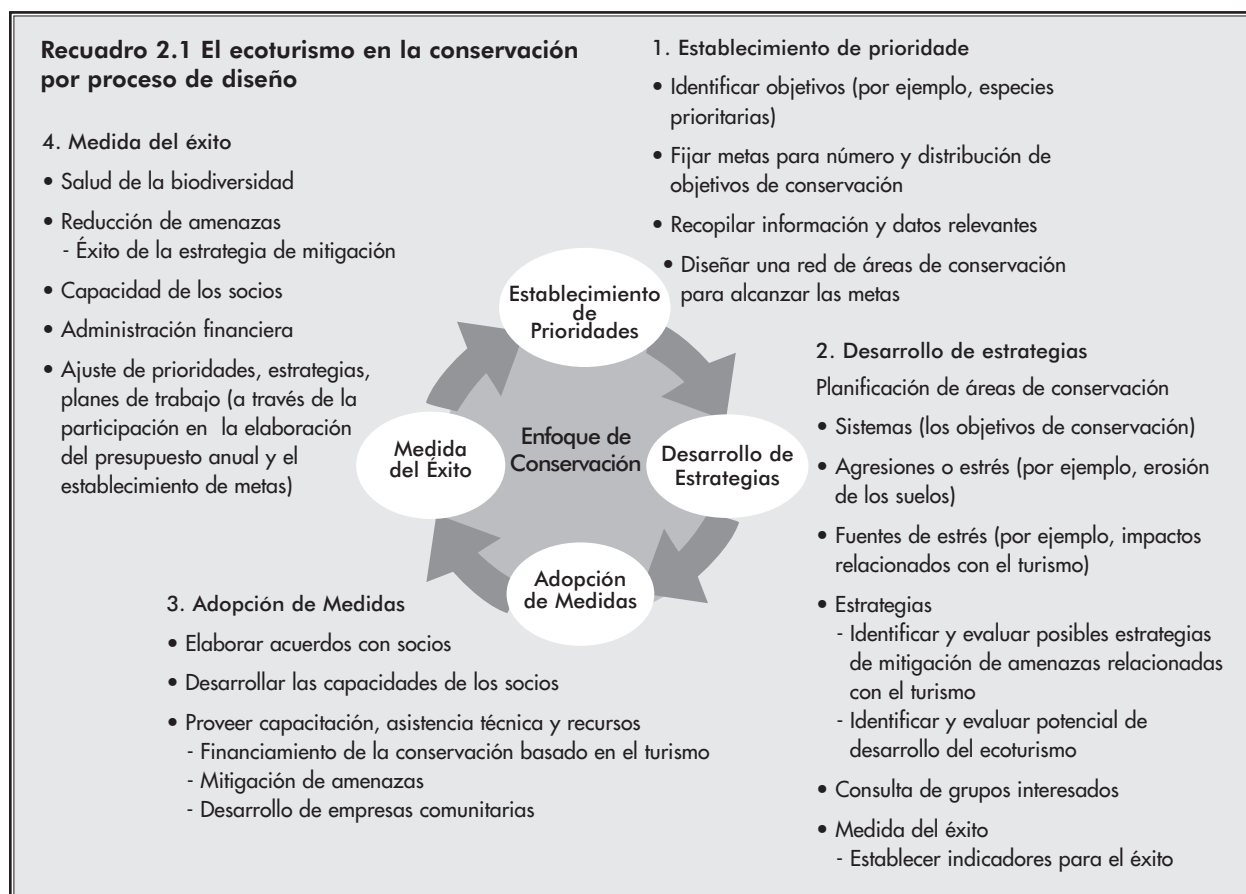 Recuadro 2.1 El ecoturismo en la conservación
por proceso de diseño
1. Establecimiento de prioridade
• Identificar objetivos (por ejemplo, especies
prioritarias)
• Fijar metas para número y distribución de
objetivos de conservación
• Recopilar información y datos relevantes
• Diseñar una red de áreas de conservación
para alcanzar las metas
2. Desarrollo de estrategias
Planificación de áreas de conservación
• Sistemas (los objetivos de conservación)
• Agresiones o estrés (por ejemplo, erosión
de los suelos)
• Fuentes de estrés (por ejemplo, impactos
relacionados con el turismo)
• Estrategias
- Identificar y evaluar posibles estrategias
de mitigación de amenazas relacionadas
con el turismo
- Identificar y evaluar potencial de
desarrollo del ecoturismo
• Consulta de grupos interesados
• Medida del éxito
- Establecer indicadores para el éxito
3. Adopción de Medidas
• Elaborar acuerdos con socios
• Desarrollar las capacidades de los socios
• Proveer capacitación, asistencia técnica y recursos
- Financiamiento de la conservación basado en el turismo
- Mitigación de amenazas
- Desarrollo de empresas comunitarias
4. Medida del éxito
• Salud de la biodiversidad
• Reducción de amenazas
- Éxito de la estrategia de mitigación
• Capacidad de los socios
• Administración financiera
• Ajuste de prioridades, estrategias,
planes de trabajo (a través de la
participación en la elaboración
del presupuesto anual y el
establecimiento de metas)
Establecimiento
de
Prioridades
Desarrollo de
Estrategias
Adopción
de Medidas
Medida
del Éxito
Enfoque de
Conservación